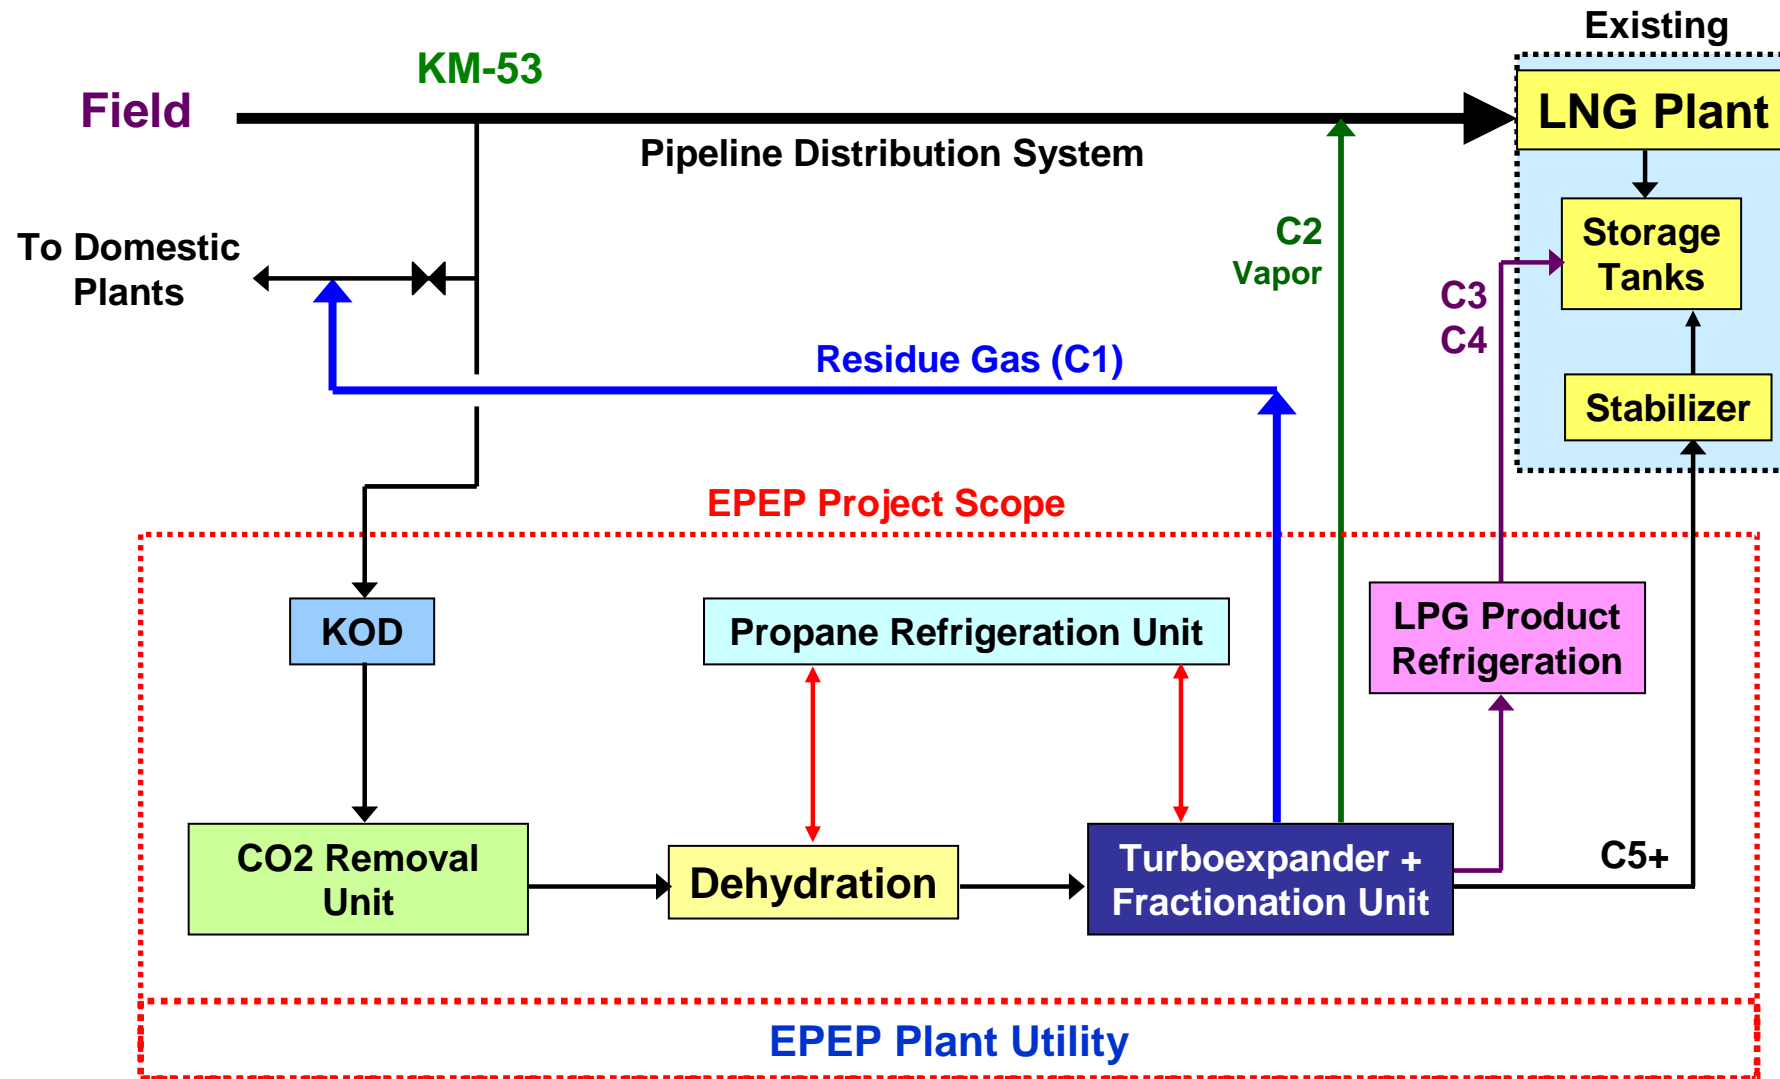 Existing
KM-53
Field
LNG Plant
Pipeline Distribution System
To Domestic
Plants
C2
Vapor
Storage
Tanks
C3
C4
Residue Gas (C1)
Stabilizer
EPEP Project Scope
KOD
Propane Refrigeration Unit
LPG Product
Refrigeration
CO2 Removal
Unit
Dehydration
Turboexpander +
Fractionation Unit
C5+
EPEP Plant Utility